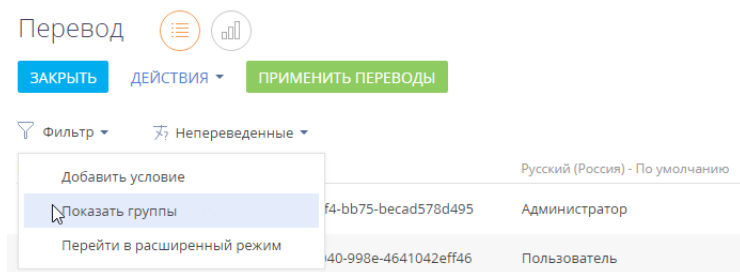 Перевод
ЗАКРЫТЬ ДЕЙСТВИЯ ПРИМЕНИТЬ ПЕРЕВОДЫ
Фильтр Непереведенные
Добавить условие
Русский (Россия) - По умолчанию
Показать группы
f4-bb75-becad578d495 Администратор
Перейти в расширенный режим
040-998e-4641042eff46 Пользователь